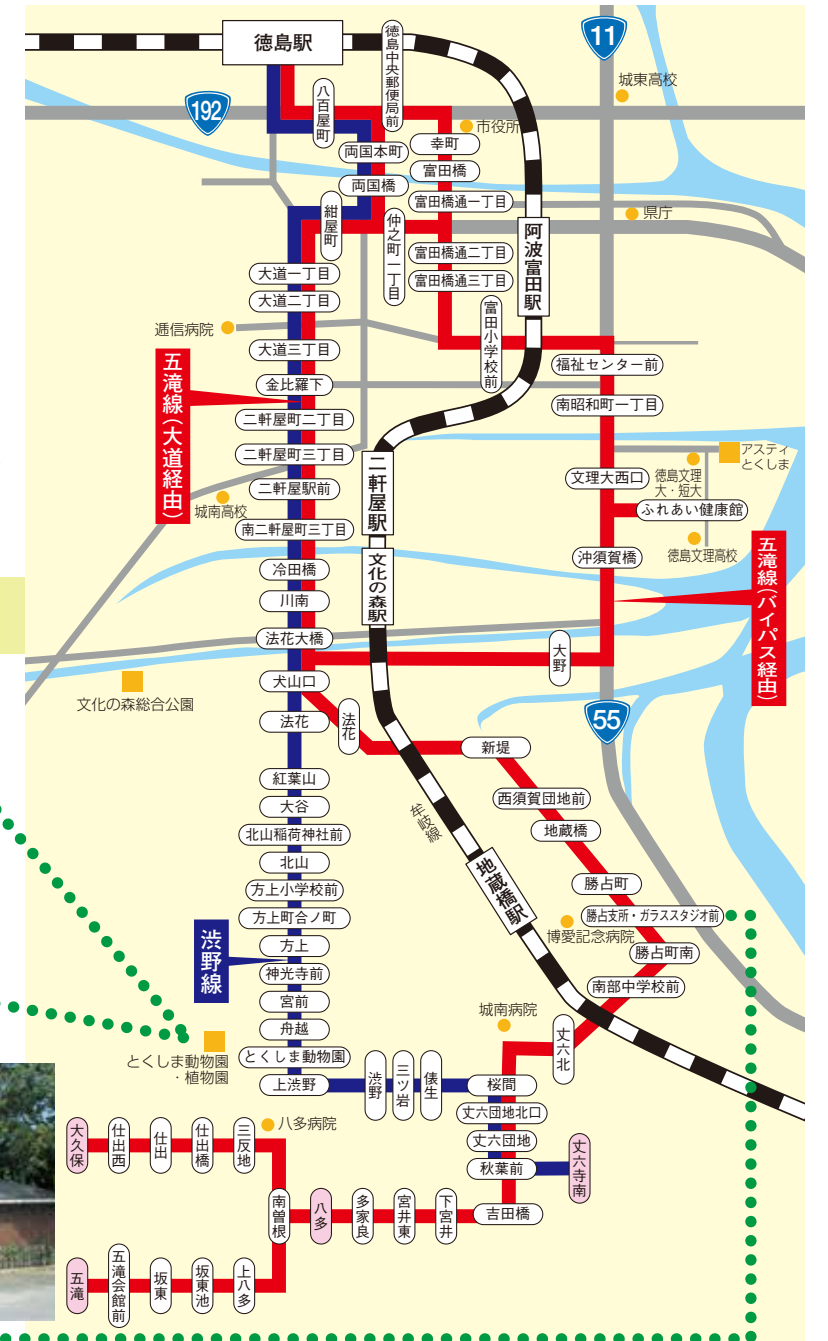 徳島駅
徳島中央郵便局前
11
城東高校
192
八百屋町
市役所
幸町
両国本町
富田橋
両国橋
富田橋通一丁目
県庁
紺屋町
仲之町一丁目
阿波富田駅
富田橋通二丁目
大道一丁目
富田橋通三丁目
大道二丁目
富田小学校前
逓信病院
大道三丁目
福祉センター前
五滝線(大道経由)
金比羅下
南昭和町一丁目
二軒屋町二丁目
二軒屋町三丁目
二軒屋駅
アスティとくしま
文理大西口
徳島文理大・短大
二軒屋駅前
城南高校
ふれあい健康館
南二軒屋町三丁目
五滝線(バイパス経由)
沖須賀橋
徳島文理高校
文化の森駅
冷田橋
川南
法花大橋
大野
犬山口
文化の森総合公園
法花
法花
55
新堤
紅葉山
西須賀団地前
大谷
牟岐線
地蔵橋
北山稲荷神社前
北山
地蔵橋駅
勝占町
方上小学校前
勝占支所・ガラススタジオ前
方上町合ノ町
博愛記念病院
渋野線
方上
勝占町南
神光寺前
南部中学校前
宮前
城南病院
舟越
丈六北
とくしま動物園・植物園
とくしま動物園
上渋野
渋野
三ツ岩
俵生
桜間
丈六団地北口
八多病院
丈六団地
大久保
仕出西
仕出
仕出橋
三反地
秋葉前
丈六寺南
南曽根
八多
多家良
宮井東
下宮井
吉田橋
五滝
五滝会館前
坂東
坂東池
上八多